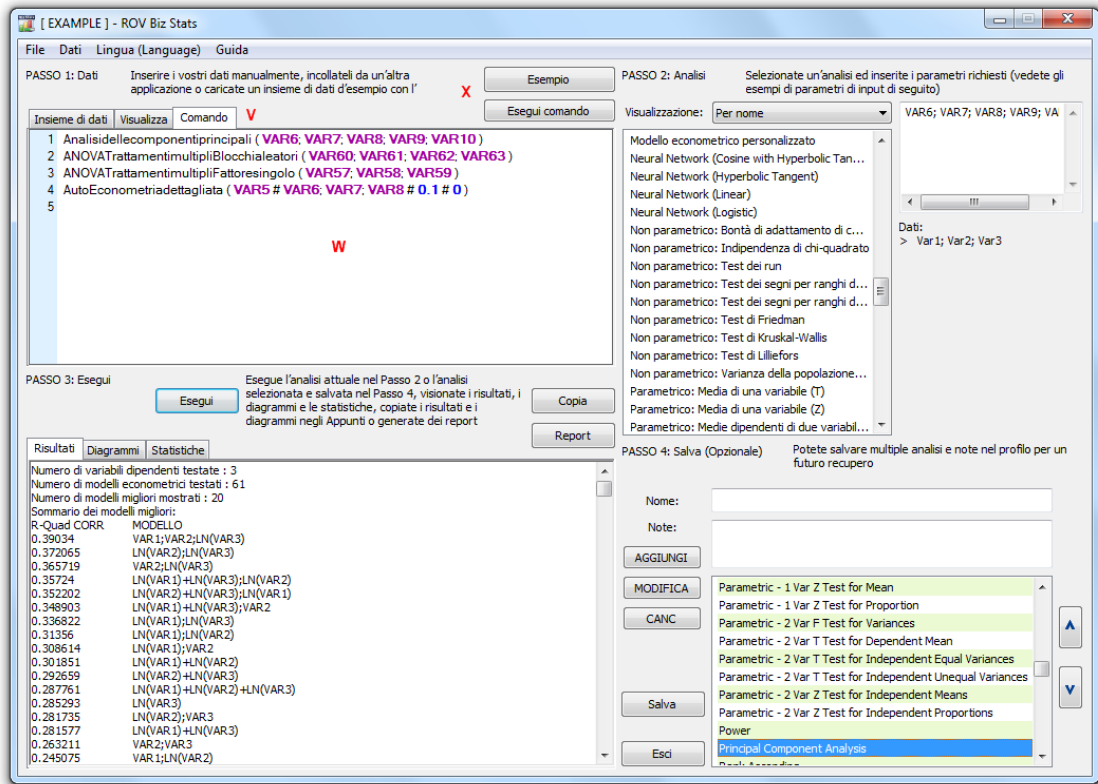 [ EXAMPLE ] - ROV Biz Stats
File Dati Lingua (Language) Guida
PASSO 1: Dati
Inserire i vostri dati manualmente, incollateli da un'altra
applicazione o caricate un insieme di dati d'esempio con l'
X
Esempio
Esegui comando
Insieme di dati Visualizza Comando
V
1 Analisidellecomponentiprincipali ( VAR6; VAR7; VAR8; VAR9; VAR10 )
2 ANOVATrattamentimultipliBlocchialeatori ( VAR60; VAR61; VAR62; VAR63 )
3 ANOVATrattamentimultipliFattoresingolo ( VAR57; VAR58; VAR59 )
4 AutoEconometriadettagliata ( VAR5 # VAR6; VAR7; VAR8 # 0.1 # 0 )
5
W
PASSO 2: Analisi
Selezionate un'analisi ed inserite i parametri richiesti (vedete gli
esempi di parametri di input di seguito)
Visualizzazione:
Per nome
Modello econometrico personalizzato
Neural Network (Cosine with Hyperbolic Tan...
Neural Network (Hyperbolic Tangent)
Neural Network (Linear)
Neural Network (Logistic)
Non parametrico: Bontà di adattamento di c...
Non parametrico: Indipendenza di chi-quadrato
Non parametrico: Test dei run
Non parametrico: Test dei segni per ranghi d...
Non parametrico: Test dei segni per ranghi d...
Non parametrico: Test di Friedman
Non parametrico: Test di Kruskal-Wallis
Non parametrico: Test di Lilliefors
Non parametrico: Varianza della popolazione...
Parametrico: Media di una variabile (T)
Parametrico: Media di una variabile (Z)
Parametrico: Medie dipendenti di due variabil...
VAR6; VAR7; VAR8; VAR9; VA
Dati:
> Var1; Var2; Var3
PASSO 3: Esegui
Esegui
Esegue l'analisi attuale nel Passo 2 o l'analisi
selezionata e salvata nel Passo 4, visionate i risultati, i
diagrammi e le statistiche, copiate i risultati e i
diagrammi negli Appunti o generate dei report
Copia
Report
Risultati Diagrammi Statistiche
Numero di variabili dipendenti testate : 3
Numero di modelli econometrici testati : 61
Numero di modelli migliori mostrati : 20
Sommario dei modelli migliori:
R-Quad CORR MODELLO
0.39034 VAR1;VAR2;LN(VAR3)
0.372065 LN(VAR2);LN(VAR3)
0.365719 VAR2;LN(VAR3)
0.35724 LN(VAR1)+LN(VAR3);LN(VAR2)
0.352202 LN(VAR2)+LN(VAR3);LN(VAR1)
0.348903 LN(VAR1)+LN(VAR3);VAR2
0.336822 LN(VAR1);LN(VAR3)
0.31356 LN(VAR1);LN(VAR2)
0.308614 LN(VAR1);VAR2
0.301851 LN(VAR1)+LN(VAR2)
0.292659 LN(VAR2)+LN(VAR3)
0.287761 LN(VAR1)+LN(VAR2)+LN(VAR3)
0.285293 LN(VAR3)
0.281735 LN(VAR2);VAR3
0.281577 LN(VAR1)+LN(VAR3)
0.263211 VAR2;VAR3
0.245075 VAR1;LN(VAR2)
PASSO 4: Salva (Opzionale)
Potete salvare multiple analisi e note nel profilo per un
futuro recupero
Nome:
Note:
AGGIUNGI
MODIFICA
CANC
Salva
Esci
Parametric - 1 Var Z Test for Mean
Parametric - 1 Var Z Test for Proportion
Parametric - 2 Var F Test for Variances
Parametric - 2 Var T Test for Dependent Mean
Parametric - 2 Var T Test for Independent Equal Variances
Parametric - 2 Var T Test for Independent Unequal Variances
Parametric - 2 Var Z Test for Independent Means
Parametric - 2 Var Z Test for Independent Proportions
Power
Principal Component Analysis
Rank Ascending